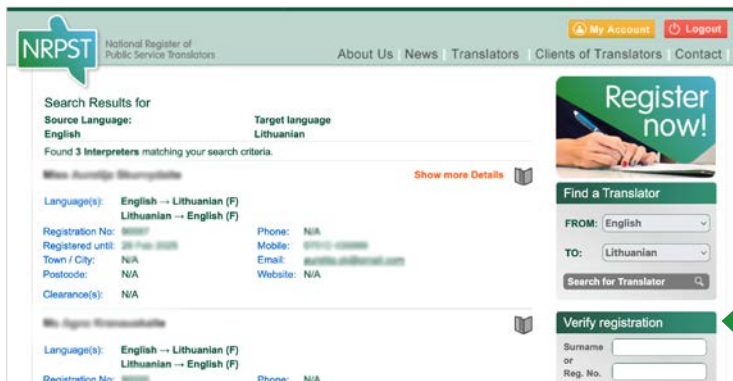 My Account Logout
NRPST National Register of
Public Service Translators
About Us News Translators Clients of Translators Contact
Search Results for
Source Language: Target language
English Lithuanian
Found 3 Interpreters matching your search criteria.
Show more Details
Language(s): English → Lithuanian (F)
Lithuanian → English (F)
Registration No: Phone: N/A
Registered until: Mobile:
Town / City: N/A Email:
Postcode: N/A Website: N/A
Clearance(s): N/A
Language(s): English → Lithuanian (F)
Lithuanian → English (F)
Registration No: Phone: N/A
Register
now!
Find a Translator
FROM: English
TO: Lithuanian
Search for Translator
Verify registration
Surname
or
Reg. No.